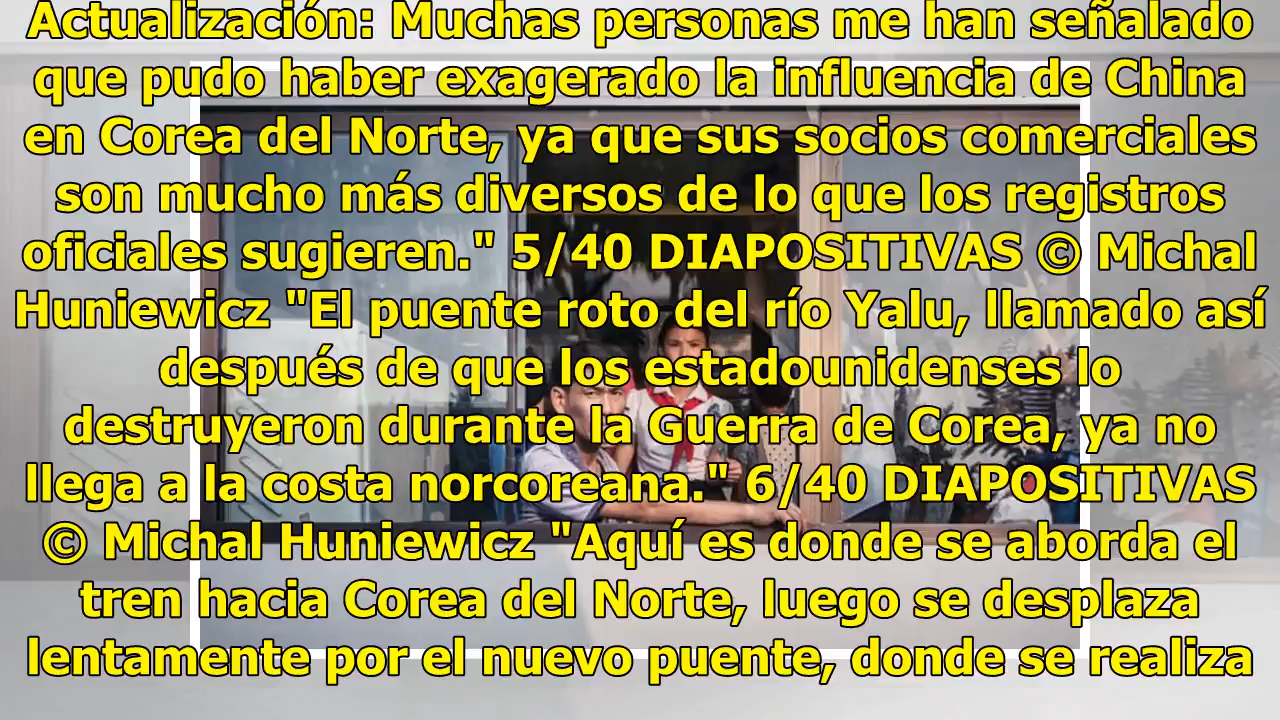 Actualización: Muchas personas me han señalado
que pudo haber exagerado la influencia de China
en Corea del Norte, ya que sus socios comerciales
son mucho más diversos de lo que los registros
oficiales sugieren." 5/40 DIAPOSITIVAS © Michal
Huniewicz "El puente roto del río Yalu, llamado así
después de que los estadounidenses lo
destruyeron durante la Guerra de Corea, ya no
llega a la costa norcoreana." 6/40 DIAPOSITIVAS
© Michal Huniewicz "Aquí es donde se aborda el
tren hacia Corea del Norte, luego se desplaza
lentamente por el nuevo puente, donde se realiza